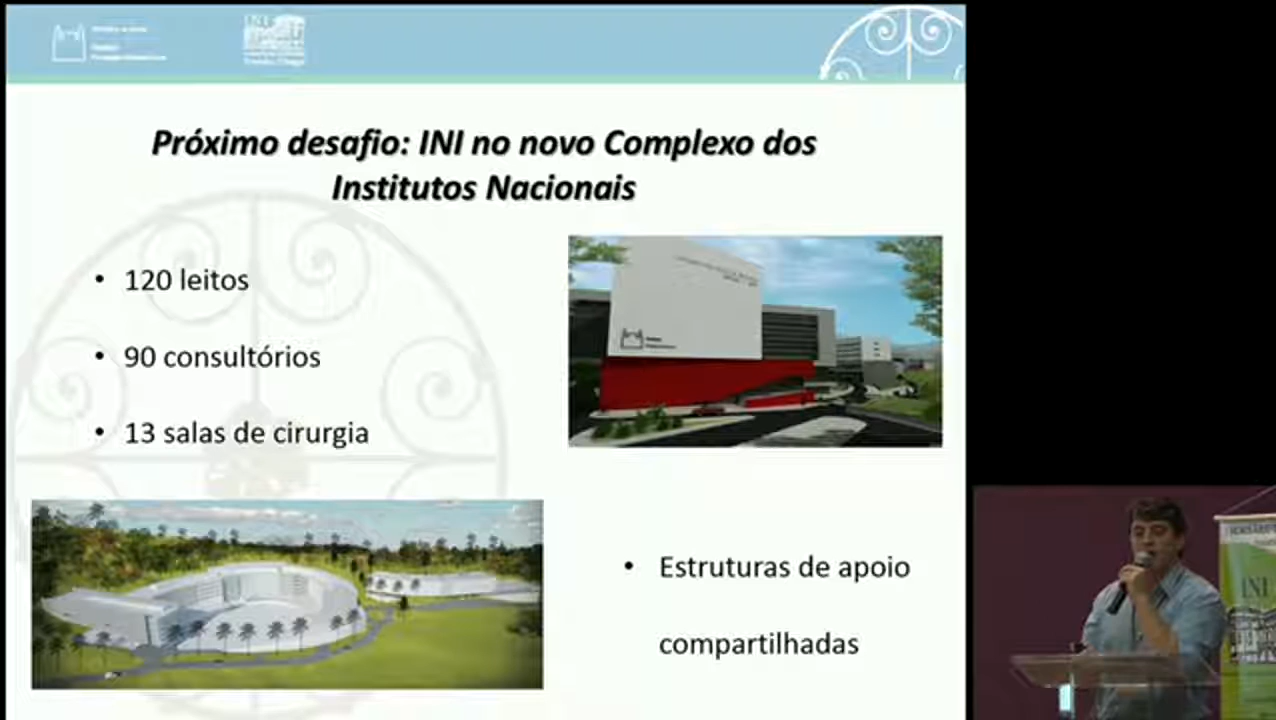 Próximo desafio: INI no novo Complexo dos
Institutos Nacionais
• 120 leitos
• 90 consultórios
• 13 salas de cirurgia
• Estruturas de apoio
compartilhadas
INI